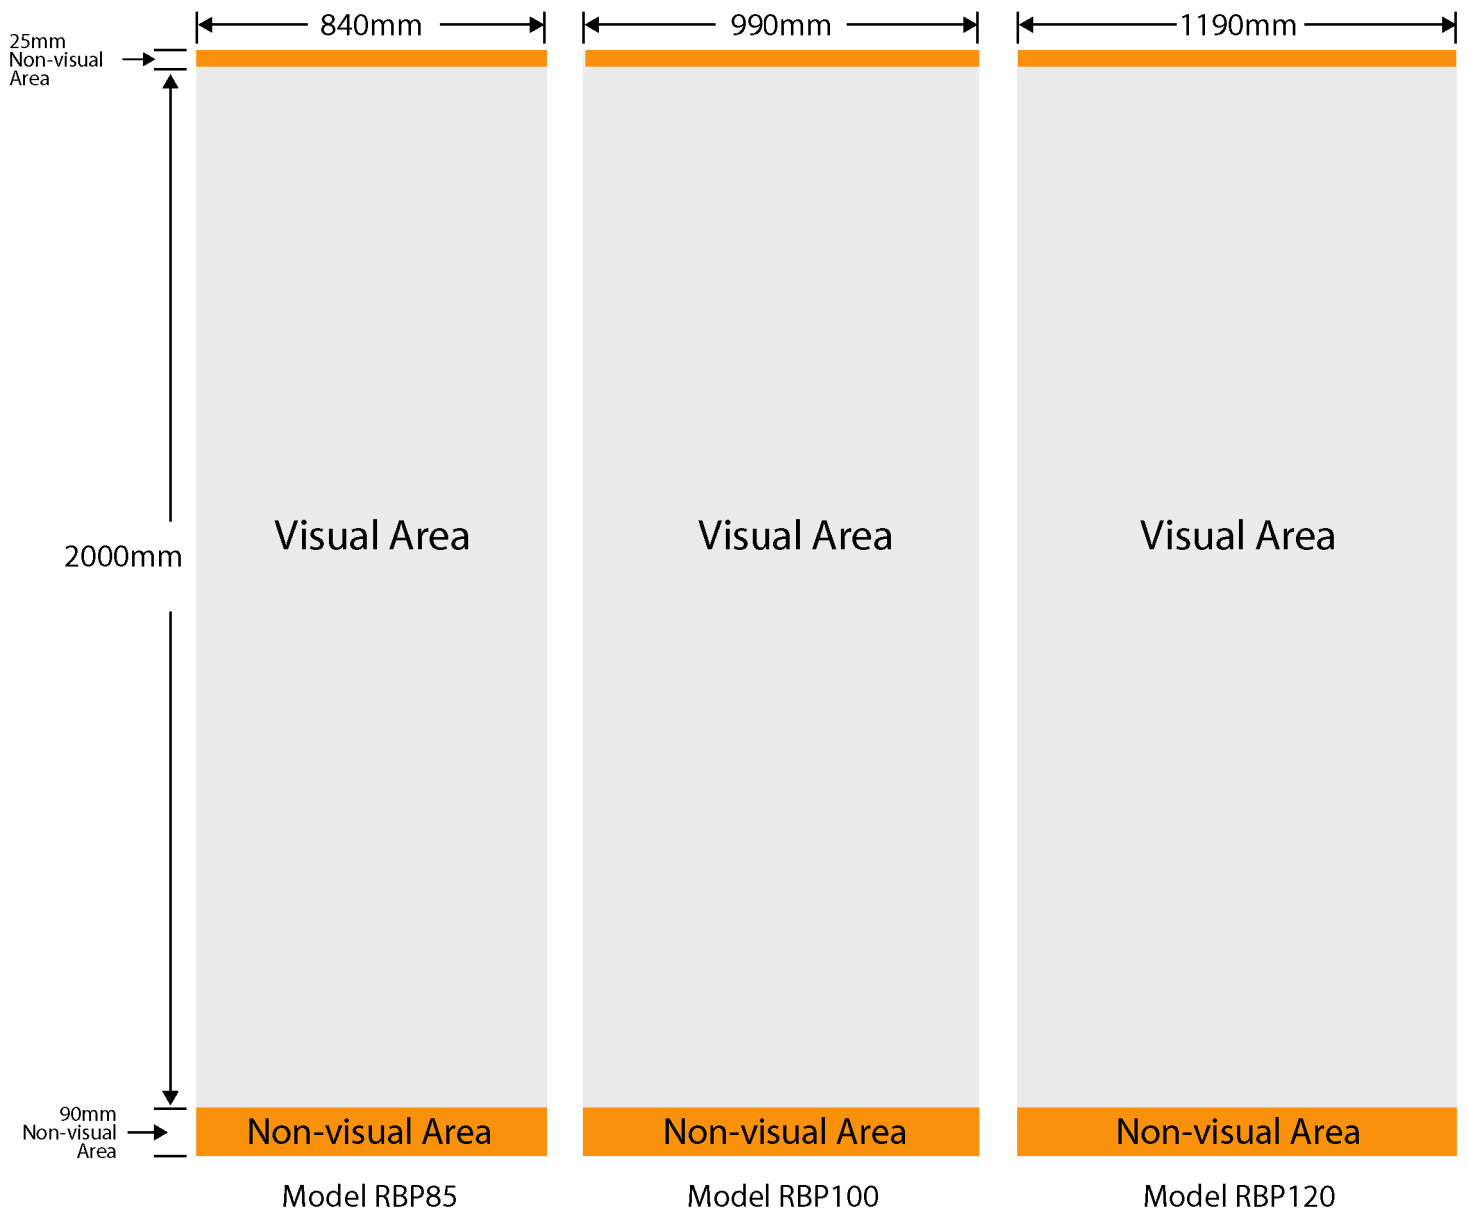 840mm
990mm
1190mm
25mm
Non-visual
Area
Visual Area
Visual Area
Visual Area
2000mm
90mm
Non-visual
Area
Non-visual Area
Non-visual Area
Non-visual Area
Model RBP85
Model RBP100
Model RBP120